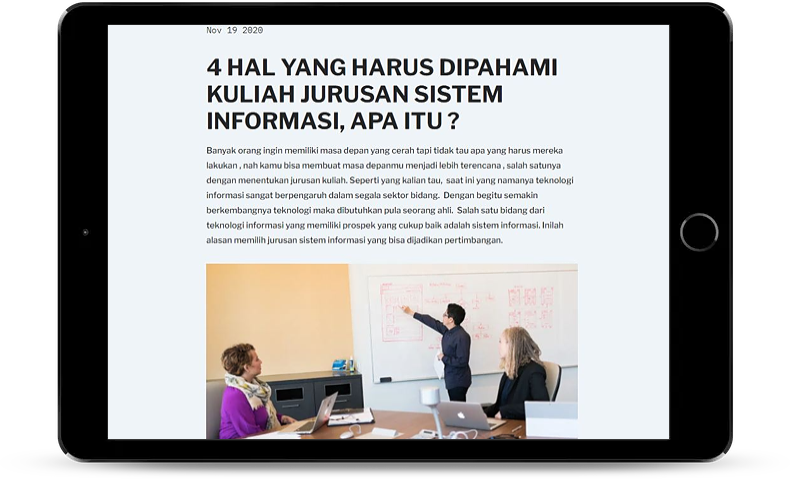 Nov 19 2020
4 HAL YANG HARUS DIPAHAMI
KULIAH JURUSAN SISTEM
INFORMASI, APA ITU ?
Banyak orang ingin memiliki masa depan yang cerah tapi tidak tau apa yang harus mereka
lakukan , nah kamu bisa membuat masa depanmu menjadi lebih terencana , salah satunya
dengan menentukan jurusan kuliah. Seperti yang kalian tau, saat ini yang namanya teknologi
informasi sangat berpengaruh dalam segala sektor bidang. Dengan begitu semakin
berkembangnya teknologi maka dibutuhkan pula seorang ahli. Salah satu bidang dari
teknologi informasi yang memiliki prospek yang cukup baik adalah sistem informasi. Inilah
alasan memilih jurusan sistem informasi yang bisa dijadikan pertimbangan.